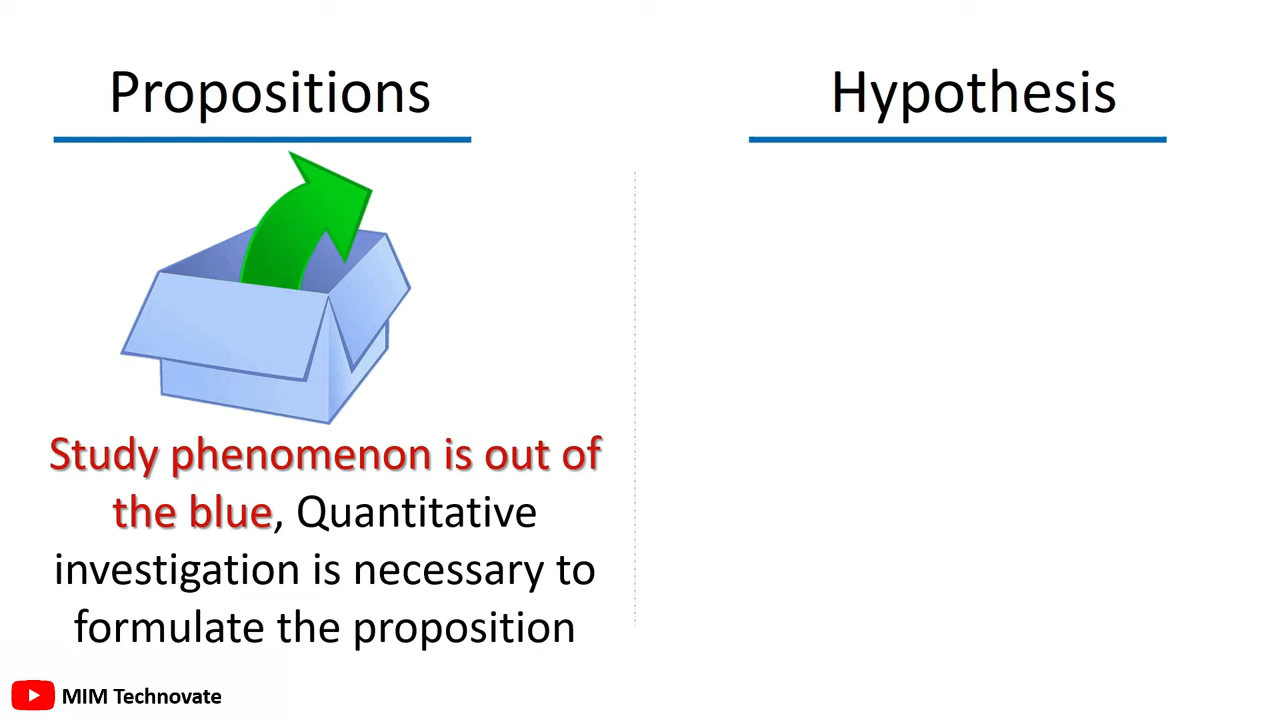 Propositions
Hypothesis
Study phenomenon is out of
the blue, Quantitative
investigation is necessary to
formulate the proposition
MIM Technovate